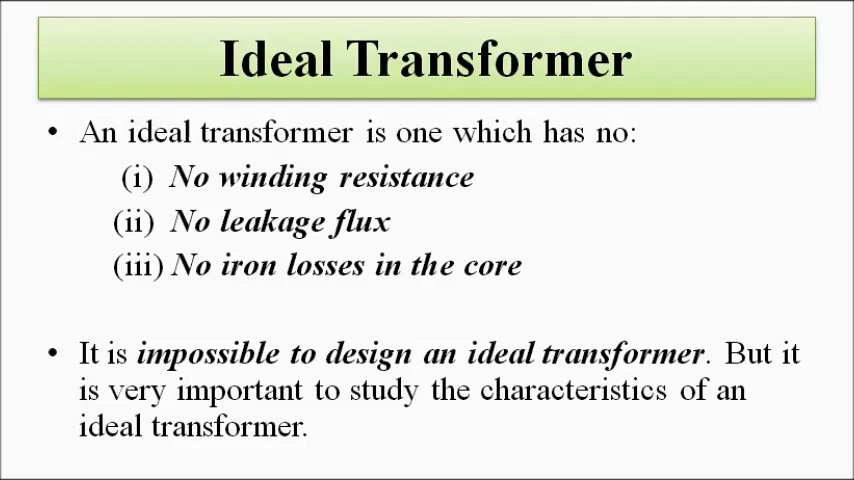 Ideal Transformer
• An ideal transformer is one which has no:
(i) No winding resistance
(ii) No leakage flux
(iii) No iron losses in the core
• It is impossible to design an ideal transformer. But it
is very important to study the characteristics of an
ideal transformer.